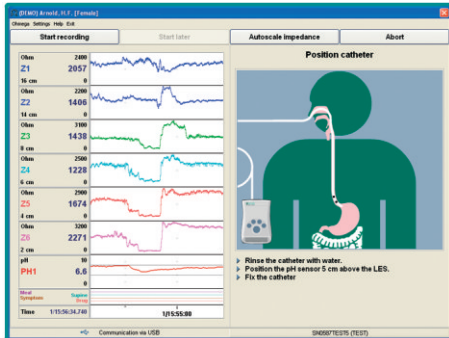 (DEMO) Arnold, H.F. [Female]
Ohmega Settings Help Exit
Start recording Start later Autoscale impedance Abort
Position catheter
Ohm 2400
Z1 2057
16 cm 0
Ohm 2200
Z2 1406
14 cm 0
Ohm 3100
Z3 1438
8 cm 0
Ohm 2500
Z4 1228
6 cm 0
Ohm 2900
Z5 1674
4 cm 0
Ohm 3200
Z6 2271
2 cm 0
pH 10
PH1 6.6
0
Meal Supine
Symptom
Time 1/15:56:34.749 1/15:55:00
Rinse the catheter with water.
Position the pH sensor 5 cm above the LES.
Fix the catheter
Communication via USB